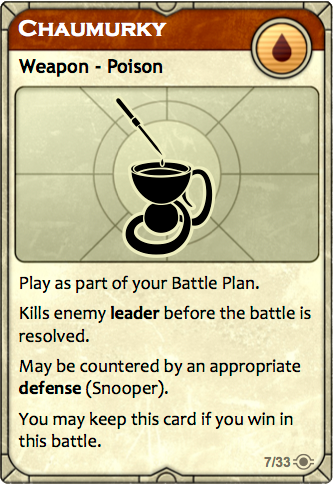 CHAUMURKY
Weapon - Poison
Play as part of your Battle Plan.
Kills enemy leader before the battle is
resolved.
May be countered by an appropriate
defense (Snooper).
You may keep this card if you win in
this battle.
7/33